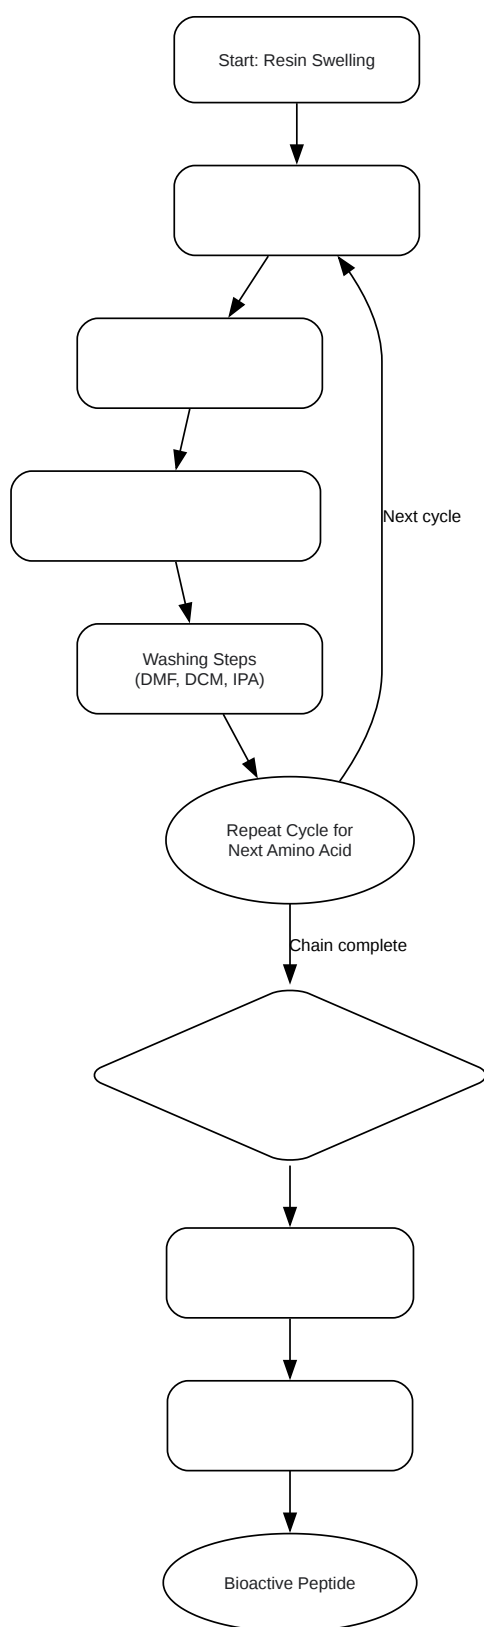 Start: Resin Swelling
Next cycle
Washing Steps
(DMF, DCM, IPA)
Repeat Cycle for
Next Amino Acid
Chain complete
Bioactive Peptide